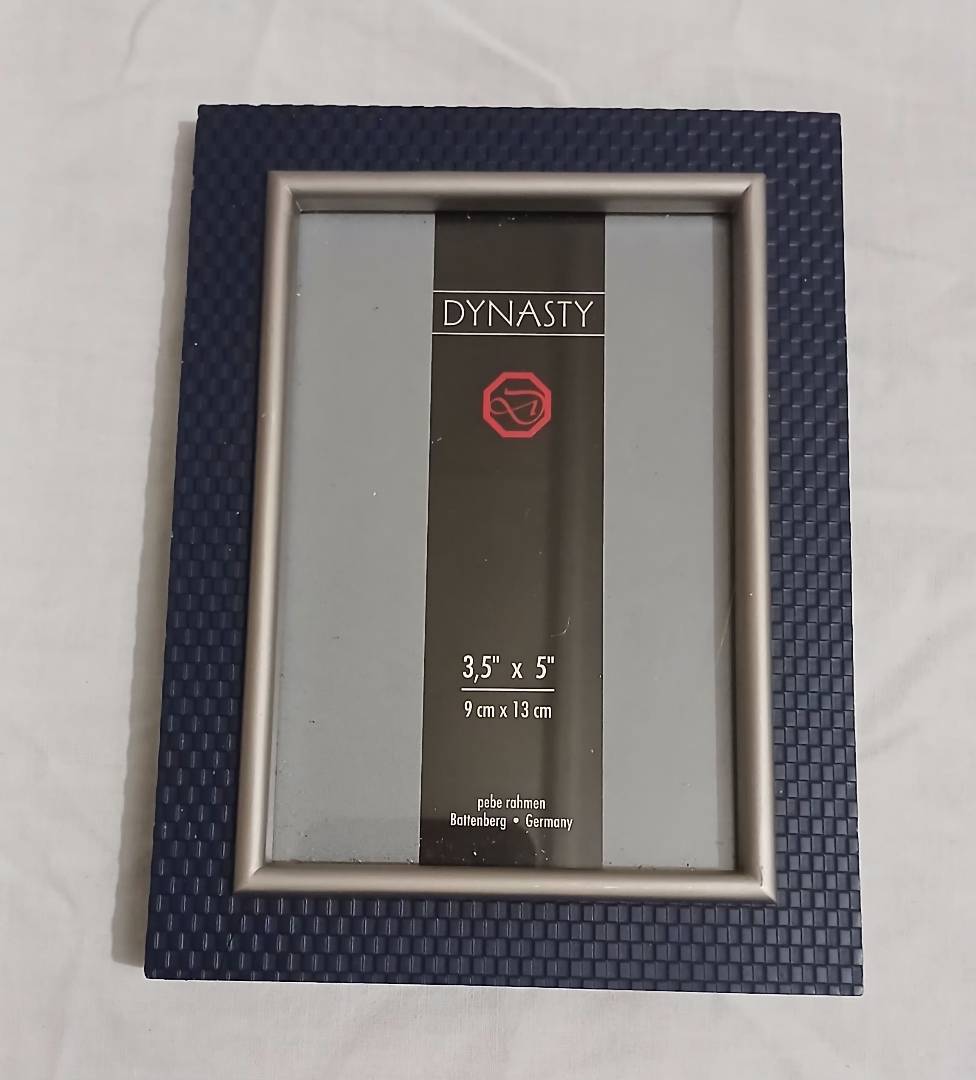 DYNASTY
3,5" x 5"
9 cm x 13 cm
pebe rahmen
Battenberg • Germany